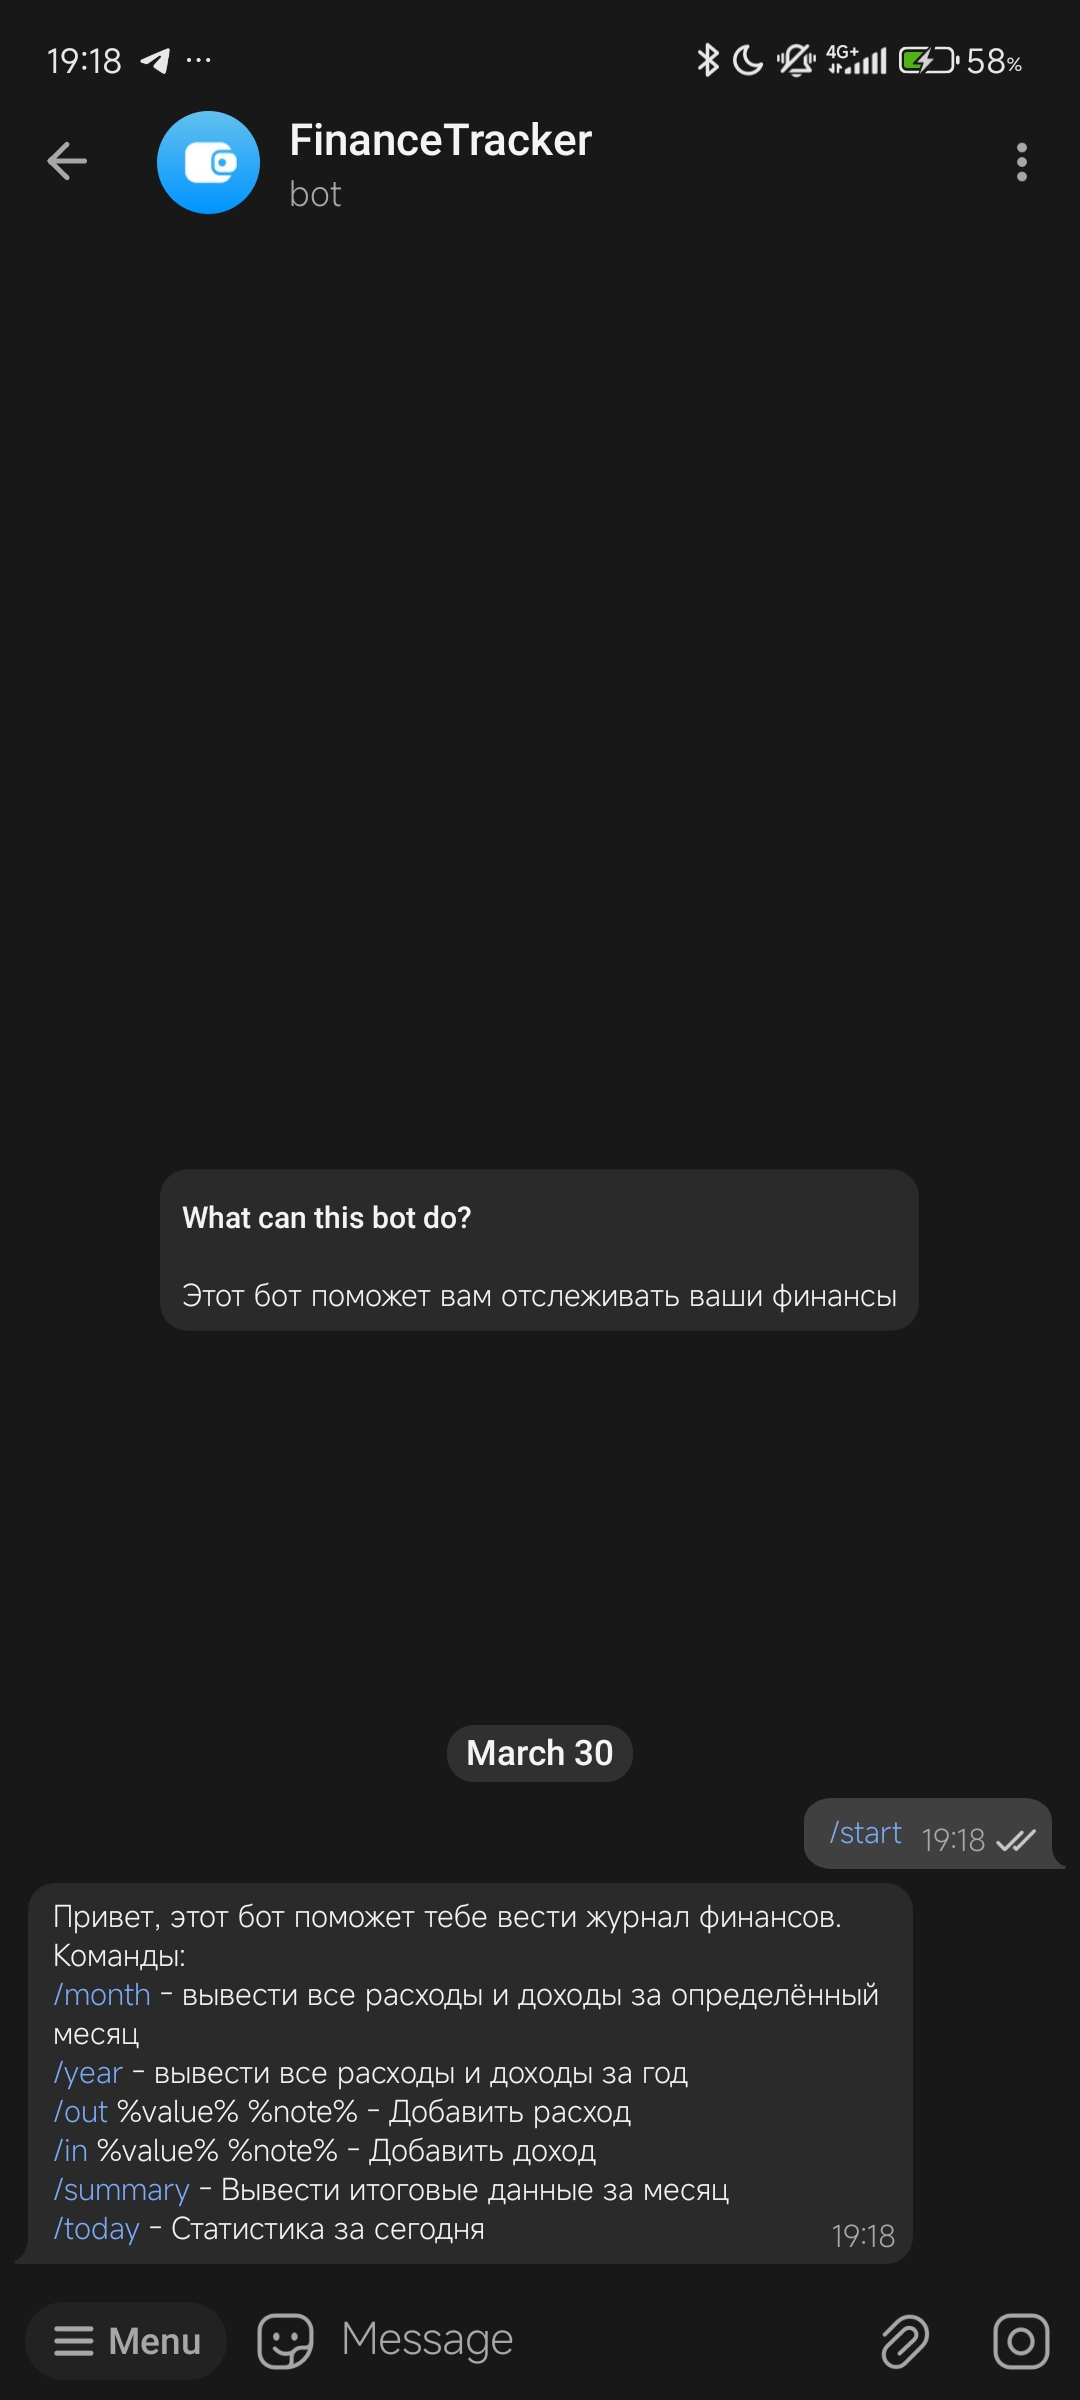 19:18 ... 4G+ 58%
FinanceTracker
bot
What can this bot do?
Этот бот поможет вам отслеживать ваши финансы
March 30
/start 19:18
Привет, этот бот поможет тебе вести журнал финансов.
Команды:
/month - вывести все расходы и доходы за определённый
месяц
/year - вывести все расходы и доходы за год
/out %value% %note% - Добавить расход
/in %value% %note% - Добавить доход
/summary - Вывести итоговые данные за месяц
/today - Статистика за сегодня
19:18
Menu Message